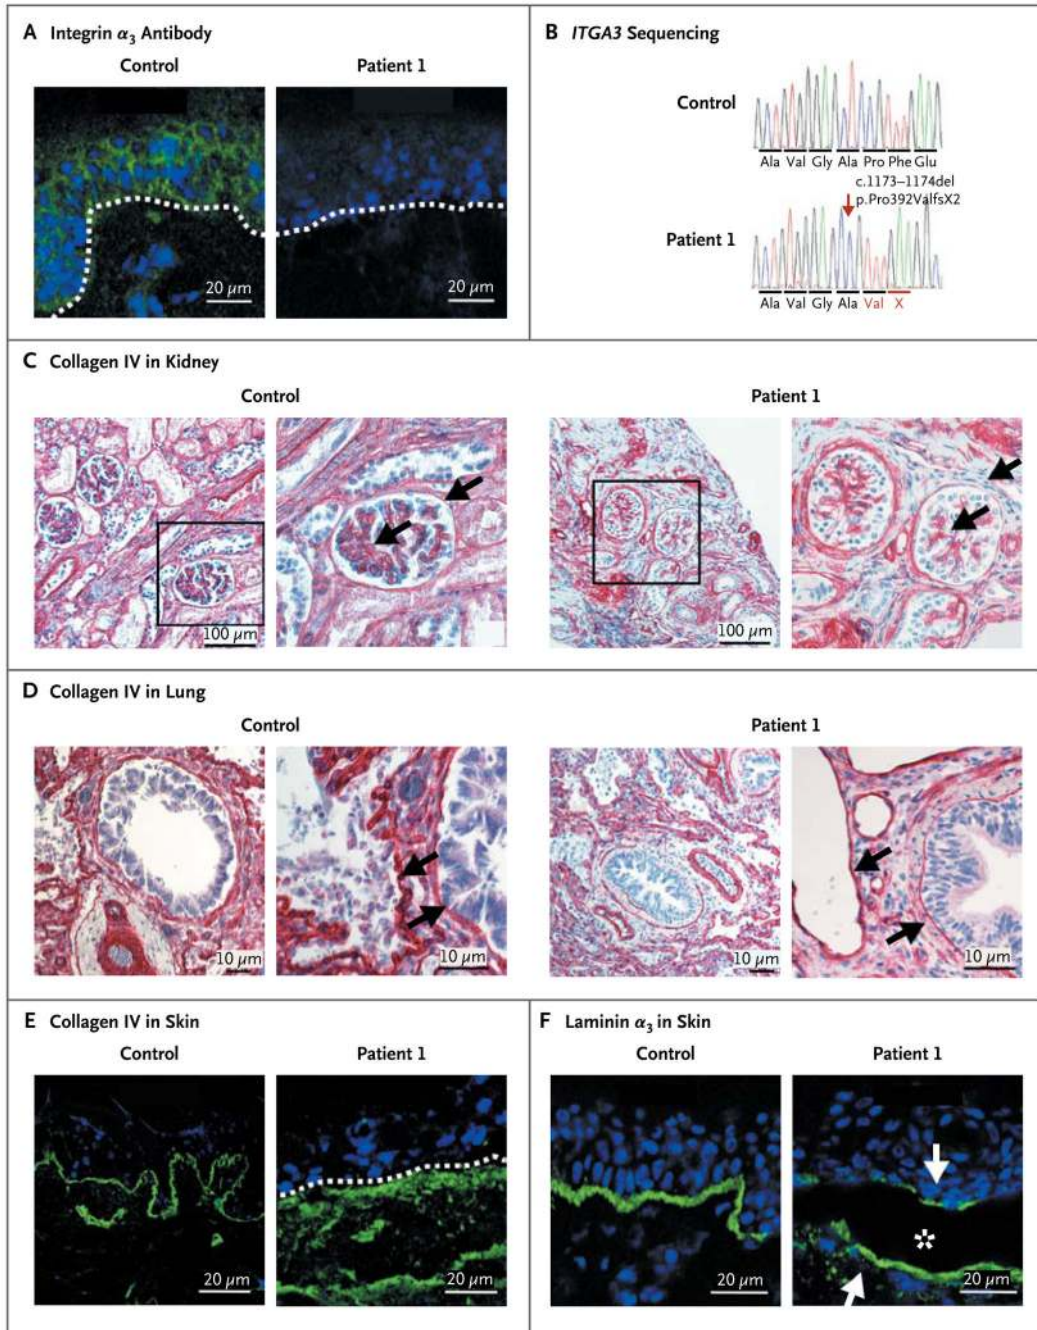 A Integrin α3 Antibody
Control
Patient 1
20 µm
20 µm
B ITGA3 Sequencing
Control
Ala Val Gly Ala Pro Phe Glu
c.1173–1174del
p.Pro392ValfsX2
Patient 1
Ala Val Gly Ala Val X
C Collagen IV in Kidney
Control
Patient 1
100 µm
100 µm
D Collagen IV in Lung
Control
Patient 1
10 µm
10 µm
10 µm
10 µm
E Collagen IV in Skin
Control
Patient 1
20 µm
20 µm
F Laminin α3 in Skin
Control
Patient 1
*
20 µm
20 µm